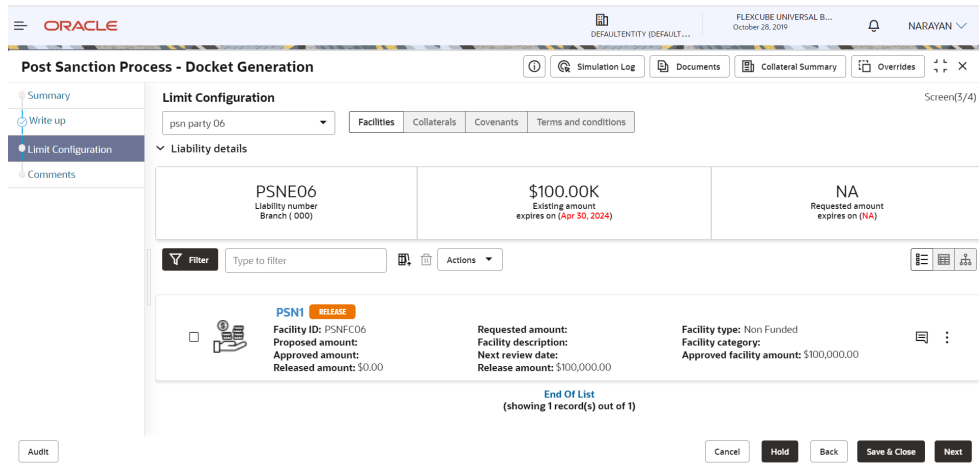 ORACLE
DEFAULTENTITY (DEFAULT...
FLEXCUBE UNIVERSAL B...
October 28, 2019
NARAYAN
Post Sanction Process - Docket Generation
Simulation Log
Documents
Collateral Summary
Overrides
Summary
Write up
Limit Configuration
Comments
Limit Configuration
Screen(3/4)
psn party 06
Facilities
Collaterals
Covenants
Terms and conditions
Liability details
PSNE06
Liability number
Branch ( 000)
$100.00K
Existing amount
expires on (Apr 30, 2024)
NA
Requested amount
expires on (NA)
Filter
Type to filter
Actions
PSN1 RELEASE
Facility ID: PSNFC06
Proposed amount:
Approved amount:
Released amount: $0.00
Requested amount:
Facility description:
Next review date:
Release amount: $100,000.00
Facility type: Non Funded
Facility category:
Approved facility amount: $100,000.00
End Of List
(showing 1 record(s) out of 1)
Audit
Cancel
Hold
Back
Save & Close
Next